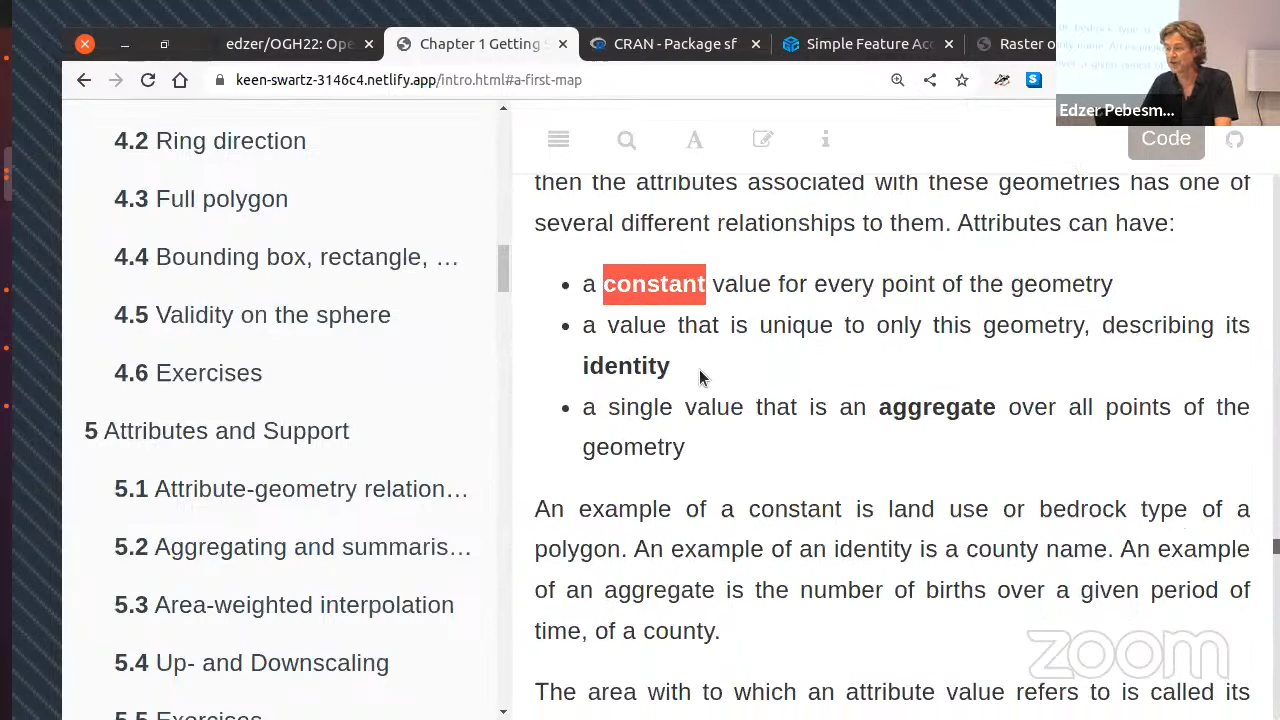 edzer/OGH22: Ope
Chapter 1 Getting S
CRAN - Package sf
Simple Feature Acc
Raster o
keen-swartz-3146c4.netlify.app/intro.html#a-first-map
Edzer Pebesm...
Code
4.2 Ring direction
4.3 Full polygon
4.4 Bounding box, rectangle, …
4.5 Validity on the sphere
4.6 Exercises
5 Attributes and Support
5.1 Attribute-geometry relation…
5.2 Aggregating and summaris…
5.3 Area-weighted interpolation
5.4 Up- and Downscaling
5.5 Exercises
then the attributes associated with these geometries has one of
several different relationships to them. Attributes can have:
• a constant value for every point of the geometry
• a value that is unique to only this geometry, describing its
identity
• a single value that is an aggregate over all points of the
geometry
An example of a constant is land use or bedrock type of a
polygon. An example of an identity is a county name. An example
of an aggregate is the number of births over a given period of
time, of a county.
The area with to which an attribute value refers to is called its
zoom